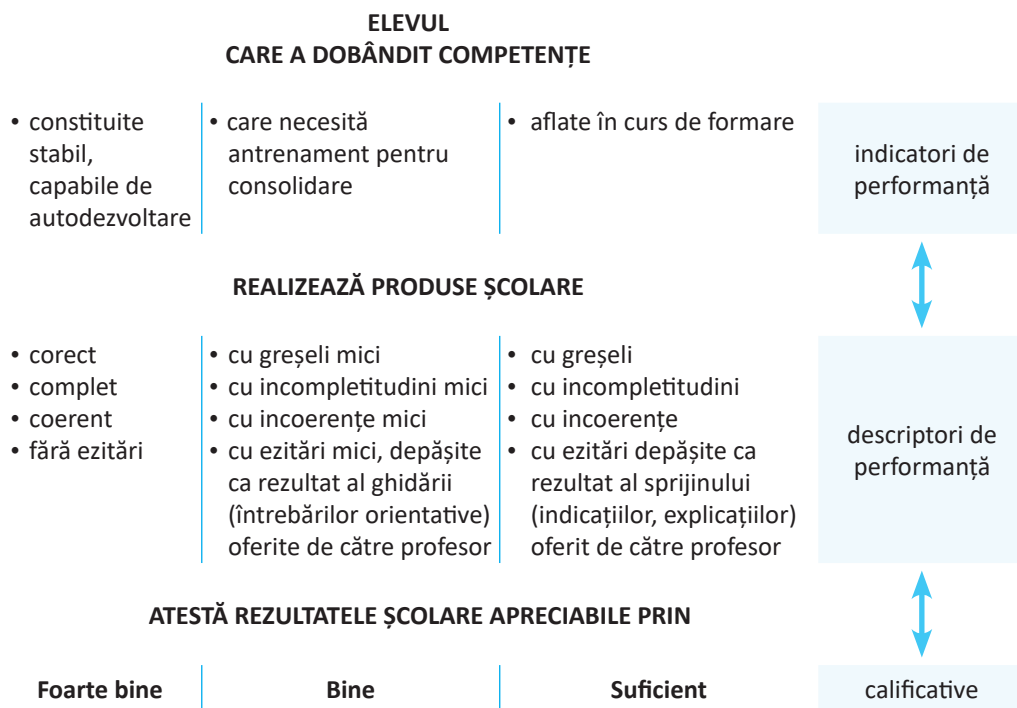 ELEVUL
CARE A DOBÂNDIT COMPETENȚE
• constituite
stabil,
capabile de
autodezvoltare
• care necesită
antrenament pentru
consolidare
• aflate în curs de formare
indicatori de
performanță
REALIZEAZĂ PRODUSE ȘCOLARE
• corect
• complet
• coerent
• fără ezitări
• cu greșeli mici
• cu incompletitudini mici
• cu incoerențe mici
• cu ezitări mici, depășite
ca rezultat al ghidării
(întrebărilor orientative)
oferite de către profesor
• cu greșeli
• cu incompletitudini
• cu incoerențe
• cu ezitări depășite ca
rezultat al sprijinului
(indicațiilor, explicațiilor)
oferit de către profesor
descriptori de
performanță
ATESTĂ REZULTATELE ȘCOLARE APRECIABILE PRIN
Foarte bine
Bine
Suficient
calificative